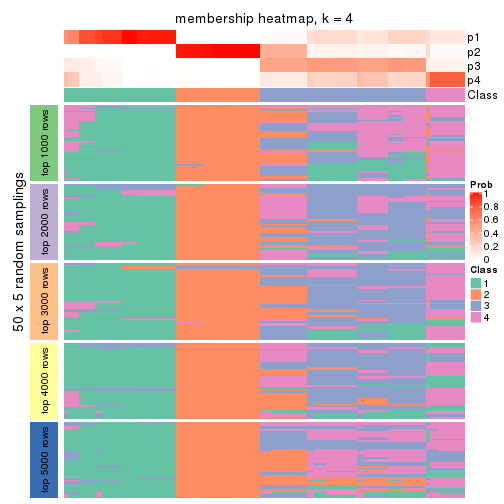 membership heatmap, k = 4
p1
p2
p3
p4
Class
50 x 5 random samplings
top 1000 rows
top 2000 rows
top 3000 rows
top 4000 rows
top 5000 rows
Prob
1
0.8
0.6
0.4
0.2
0
Class
1
2
3
4